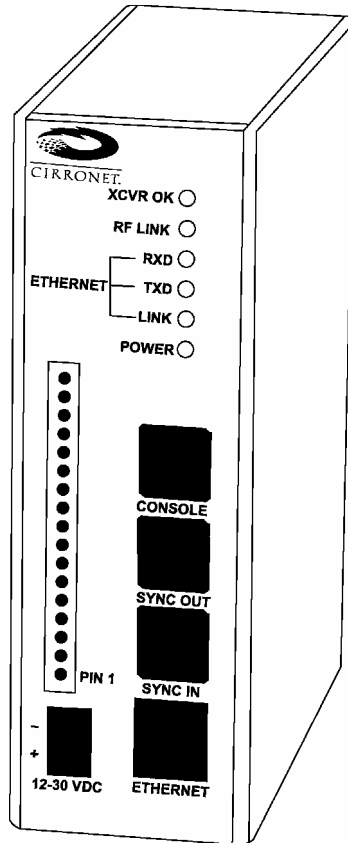 CIRRONET.
XCVR OK
RF LINK
RXD
ETHERNET
TXD
LINK
POWER
CONSOLE
SYNC OUT
PIN 1
SYNC IN
−
+
12-30 VDC
ETHERNET